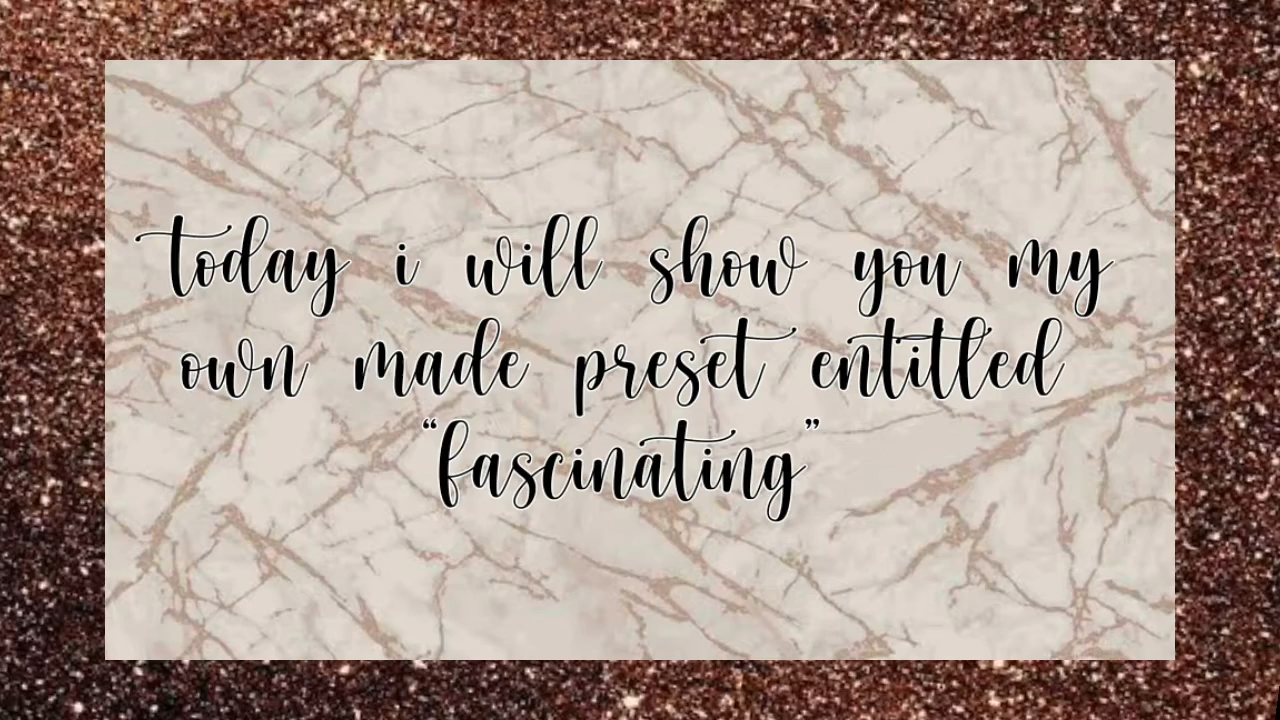 today i will show you my
own made preset entitled
“fascinating”